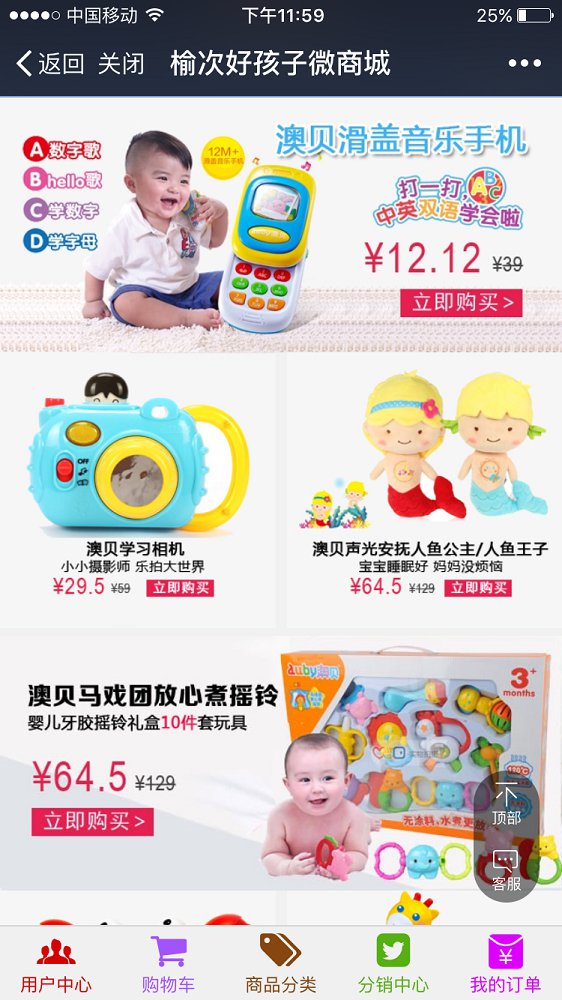 中国移动
下午11:59
25%
返回 关闭 榆次好孩子微商城
A 数字歌
B hello歌
C 学数字
D 学字母
12M+
滑盖音乐手机
澳贝滑盖音乐手机
打一打,
ABC
中英双语学会啦
¥12.12 ¥39
立即购买>
OFF
澳贝学习相机
小小摄影师 乐拍大世界
¥29.5 ¥59 立即购买
澳贝声光安抚人鱼公主/人鱼王子
宝宝睡眠好 妈妈没烦恼
¥64.5 ¥129 立即购买
澳贝马戏团放心煮摇铃
婴儿牙胶摇铃礼盒10件套玩具
¥64.5 ¥129
立即购买>
auby澳贝
3+
months
120℃
无涂料,水煮更放
顶部
客服
用户中心
购物车
商品分类
分销中心
我的订单